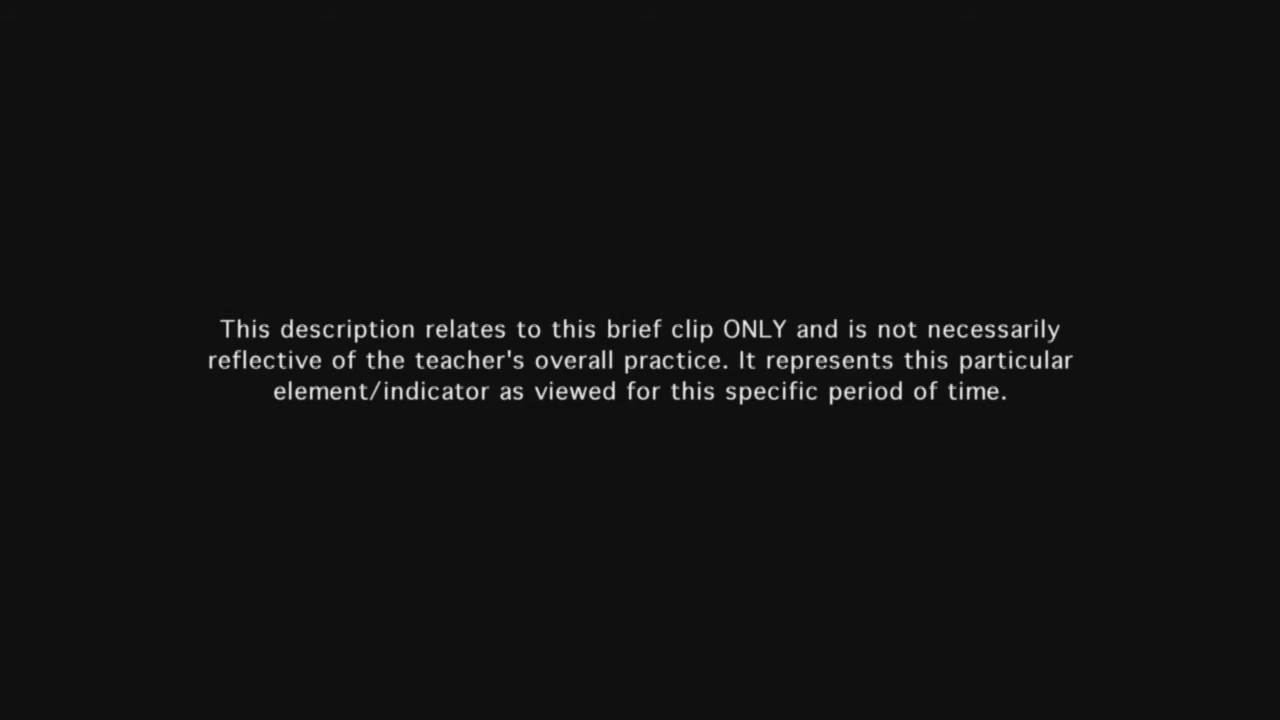 This description relates to this brief clip ONLY and is not necessarily
reflective of the teacher's overall practice. It represents this particular
element/indicator as viewed for this specific period of time.